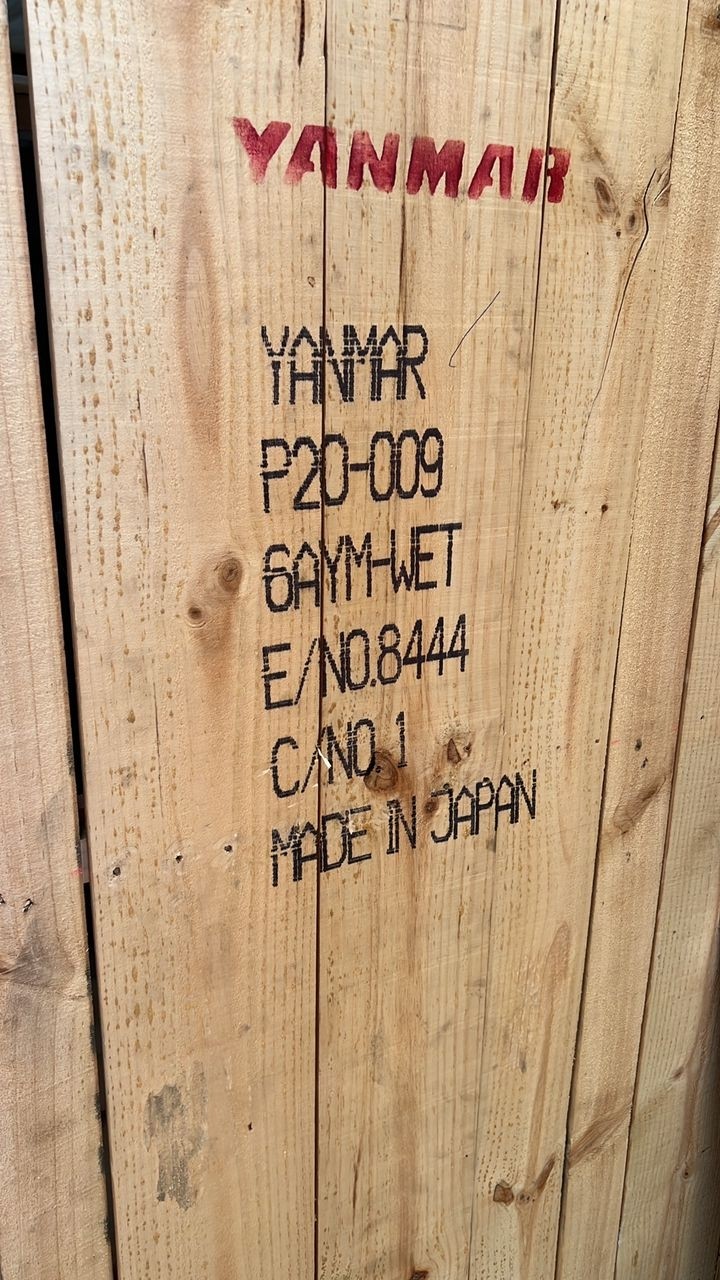 YANMAR
YANMAR
P20-009
6AYM-WET
E/NO.8444
C/NO.1
MADE IN JAPAN